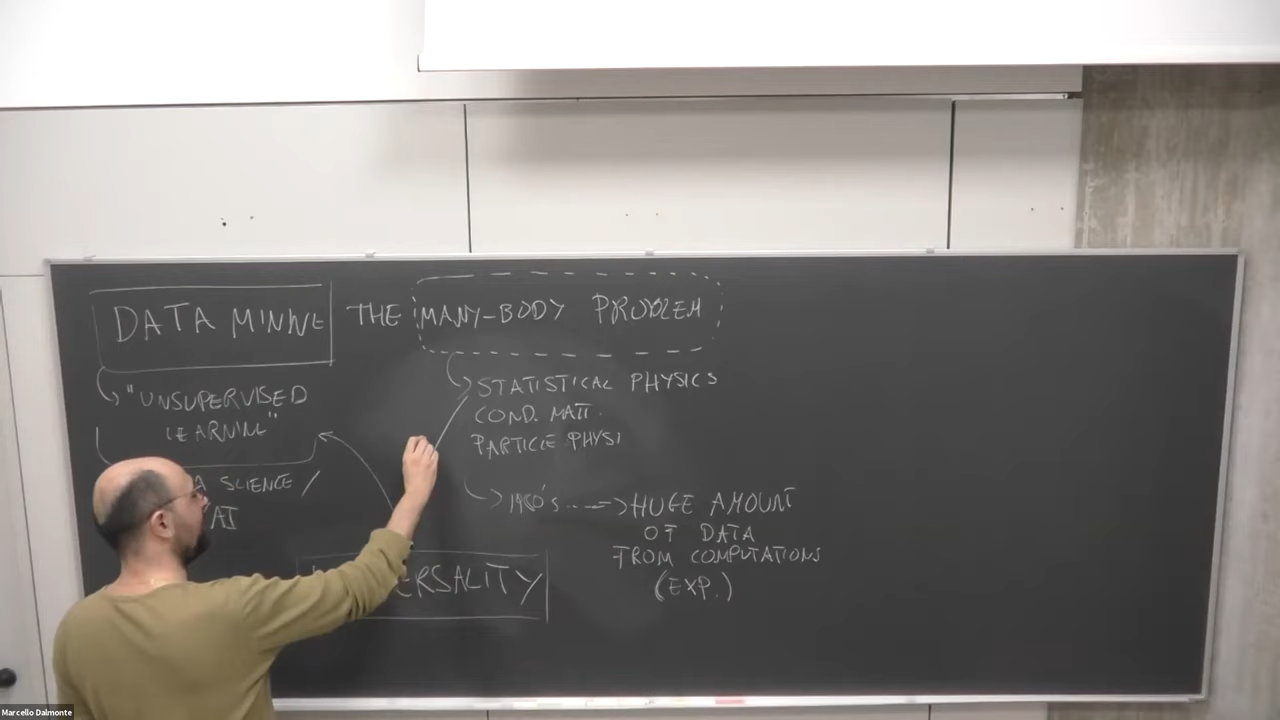 DATA MINING THE MANY-BODY PROBLEM
"UNSUPERVISED
LEARNING"
SCIENCE /
AI
STATISTICAL PHYSICS
COND. MATT.
PARTICLE PHYSI
1960's --→ HUGE AMOUNT
OF DATA
FROM COMPUTATIONS
(EXP.)
ERSALITY
Marcello Dalmonte